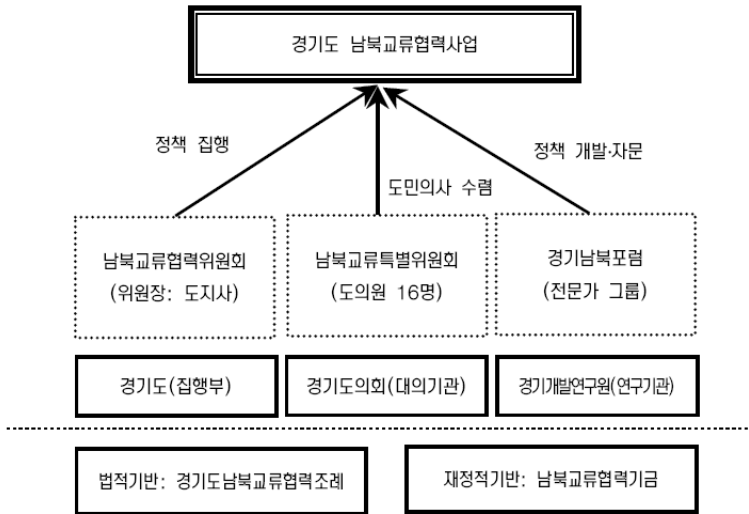 경기도 남북교류협력사업
정책 집행
정책 개발·자문
도민의사 수렴
남북교류협력위원회
(위원장: 도지사)
남북교류특별위원회
(도의원 16명)
경기남북포럼
(전문가 그룹)
경기도(집행부)
경기도의회(대의기관)
경기개발연구원(연구기관)
법적기반: 경기도남북교류협력조례
재정적기반: 남북교류협력기금